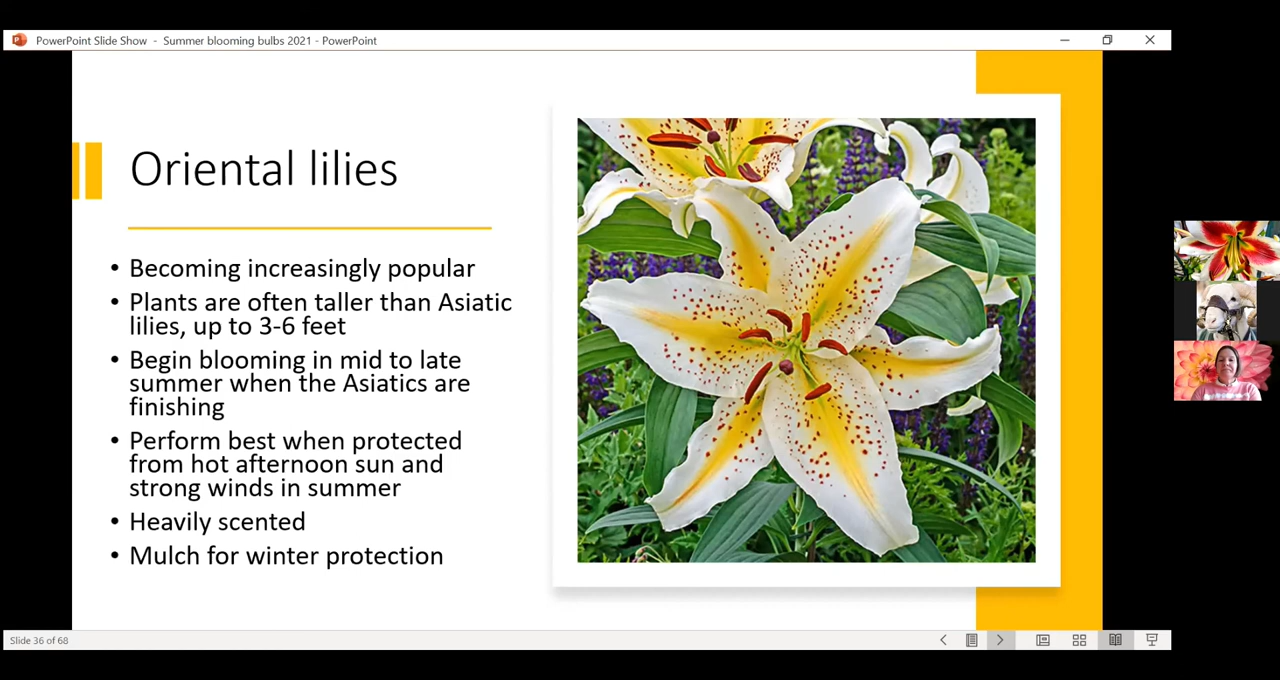 PowerPoint Slide Show - Summer blooming bulbs 2021 - PowerPoint
Oriental lilies
• Becoming increasingly popular
• Plants are often taller than Asiatic
lilies, up to 3-6 feet
• Begin blooming in mid to late
summer when the Asiatics are
finishing
• Perform best when protected
from hot afternoon sun and
strong winds in summer
• Heavily scented
• Mulch for winter protection
Slide 36 of 68